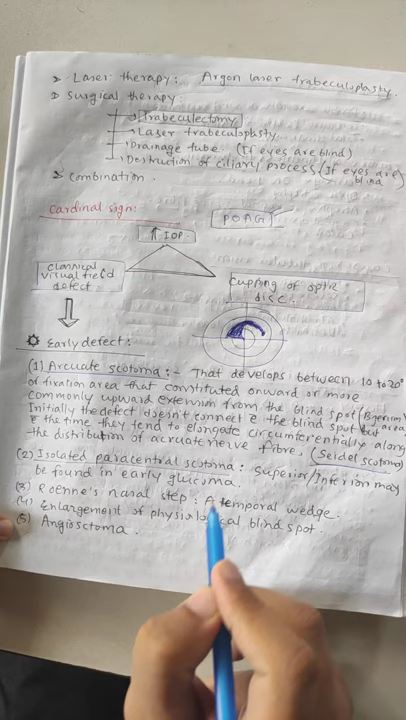 > Laser therapy: Argon laser trabeculoplasty.
Surgical therapy:
→ Trabeculectomy
→ Laser trabeculoplsty
→ Drainage tube. (If eyes are blind)
→ Destruction of ciliary process (If eyes are blind)
> Combination.
Cardinal sign:
POAG
↑ IOP.
Classical visual field defect
Cupping of optic disc.
Early defect:
(1) Arcuate scotoma:- That develops between 10 to 20°
of fixation area that constituted onward or more
commonly upward extension from the blind spot (Bjerrum's area)
Initially the defect doesn't connect c̄ the blind spot but
c̄ the time they tend to elongate circumferentially along
the distribution of acruate nerve fibre. (Seidel scotoma)
(2) Isolated paracentral scotoma: Superior/Inferior may
be found in early glucoma.
(3) Roenne's nasal step: A temporal wedge.
(4) Enlargement of physiological blind spot.
(5) Angiosctoma.